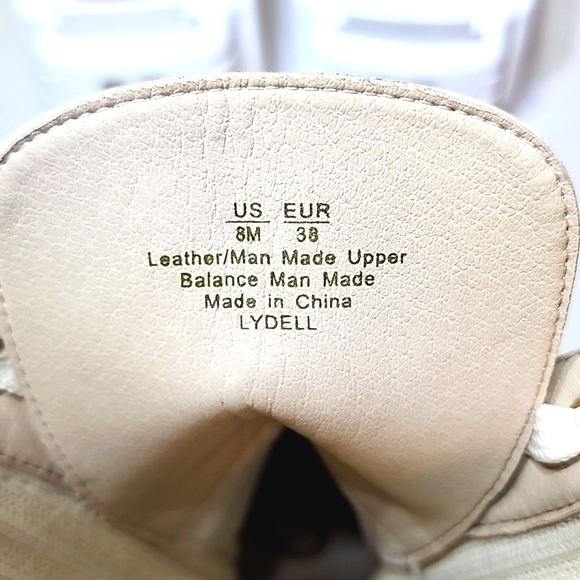 US EUR
8M 38
Leather/Man Made Upper
Balance Man Made
Made in China
LYDELL